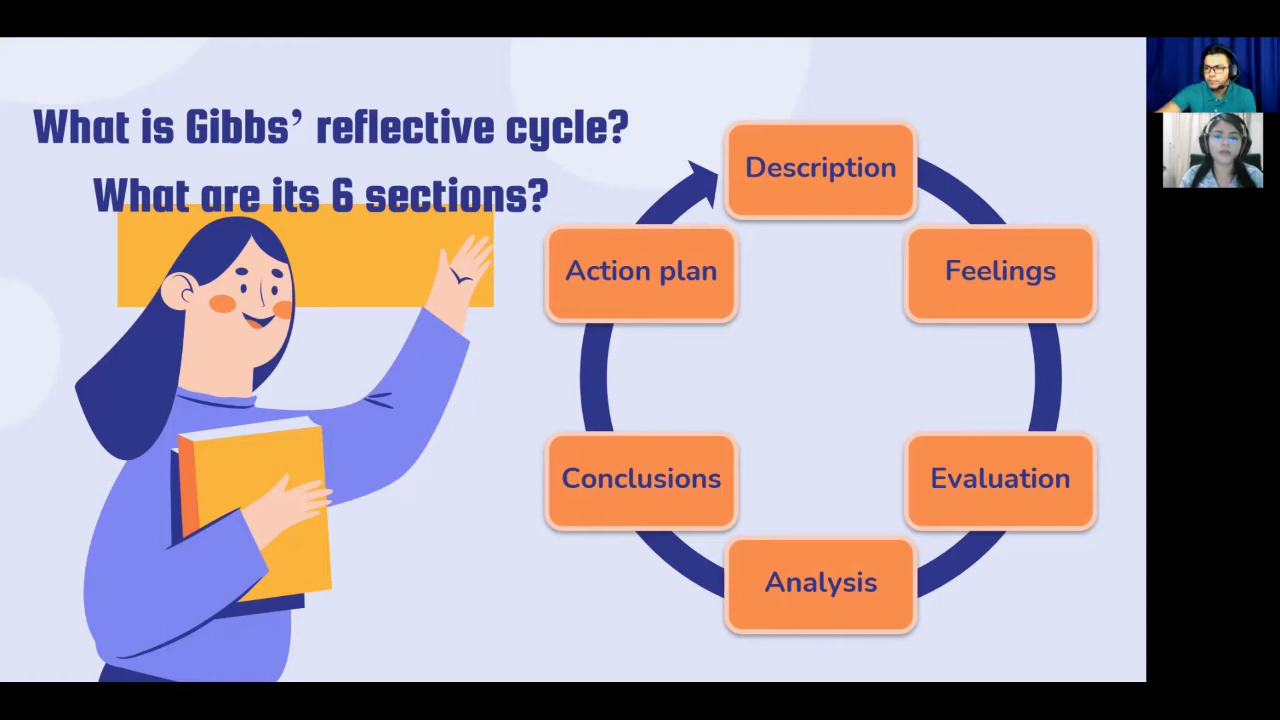 What is Gibbs’ reflective cycle?
What are its 6 sections?
Description
Feelings
Evaluation
Analysis
Conclusions
Action plan